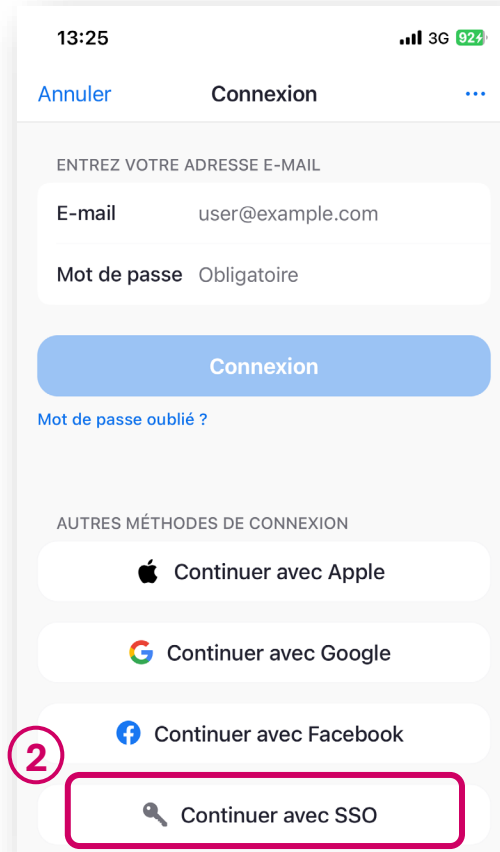 13:25 3G 92
Annuler Connexion ...
ENTREZ VOTRE ADRESSE E-MAIL
E-mail user@example.com
Mot de passe Obligatoire
Connexion
Mot de passe oublié ?
AUTRES MÉTHODES DE CONNEXION
Continuer avec Apple
Continuer avec Google
Continuer avec Facebook
2
Continuer avec SSO